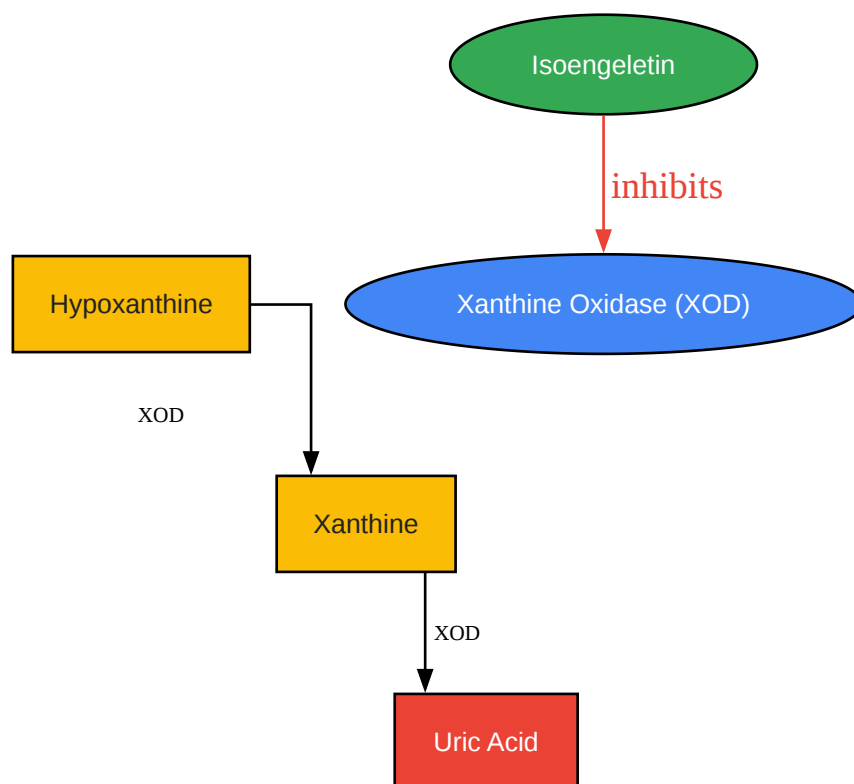 Isoengeletin
inhibits
Hypoxanthine
Xanthine Oxidase (XOD)
XOD
Xanthine
XOD
Uric Acid